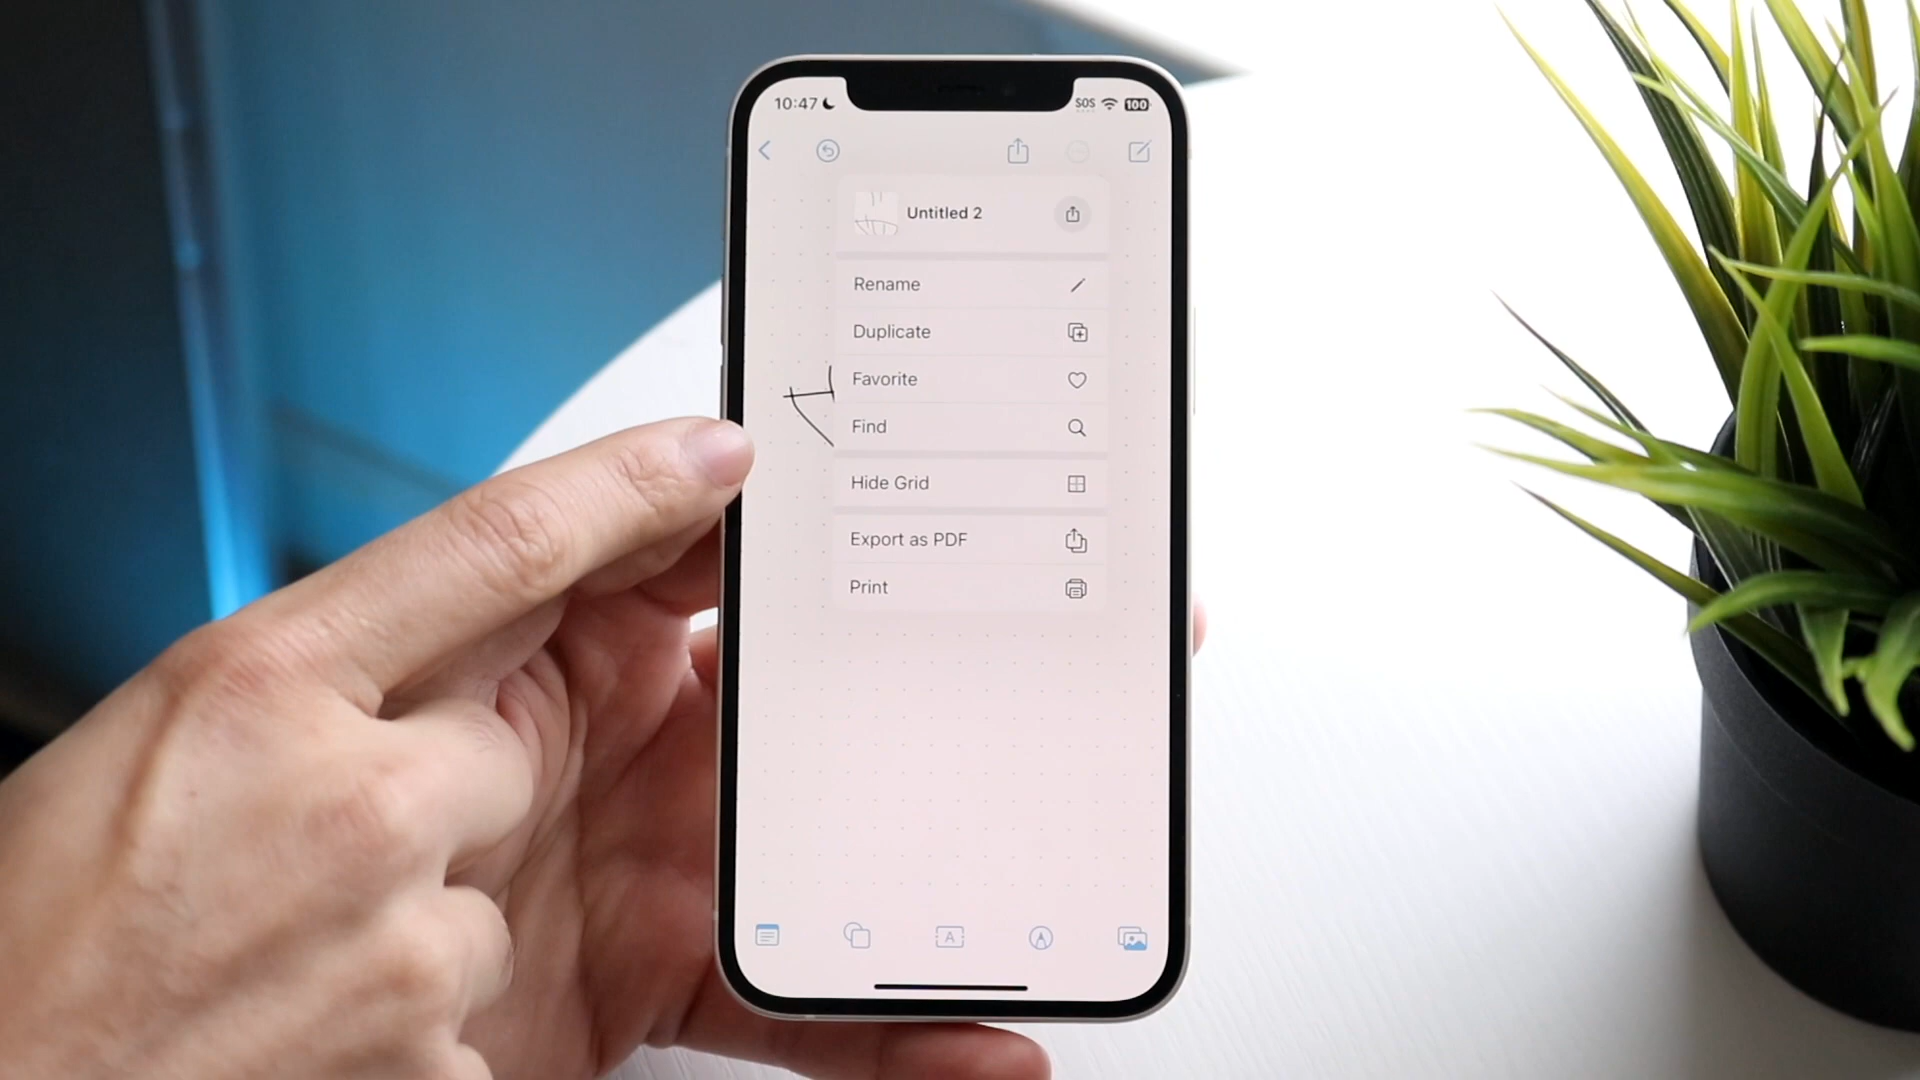 10:47 SOS 100
Untitled 2
Rename
Duplicate
Favorite
Find
Hide Grid
Export as PDF
Print
A